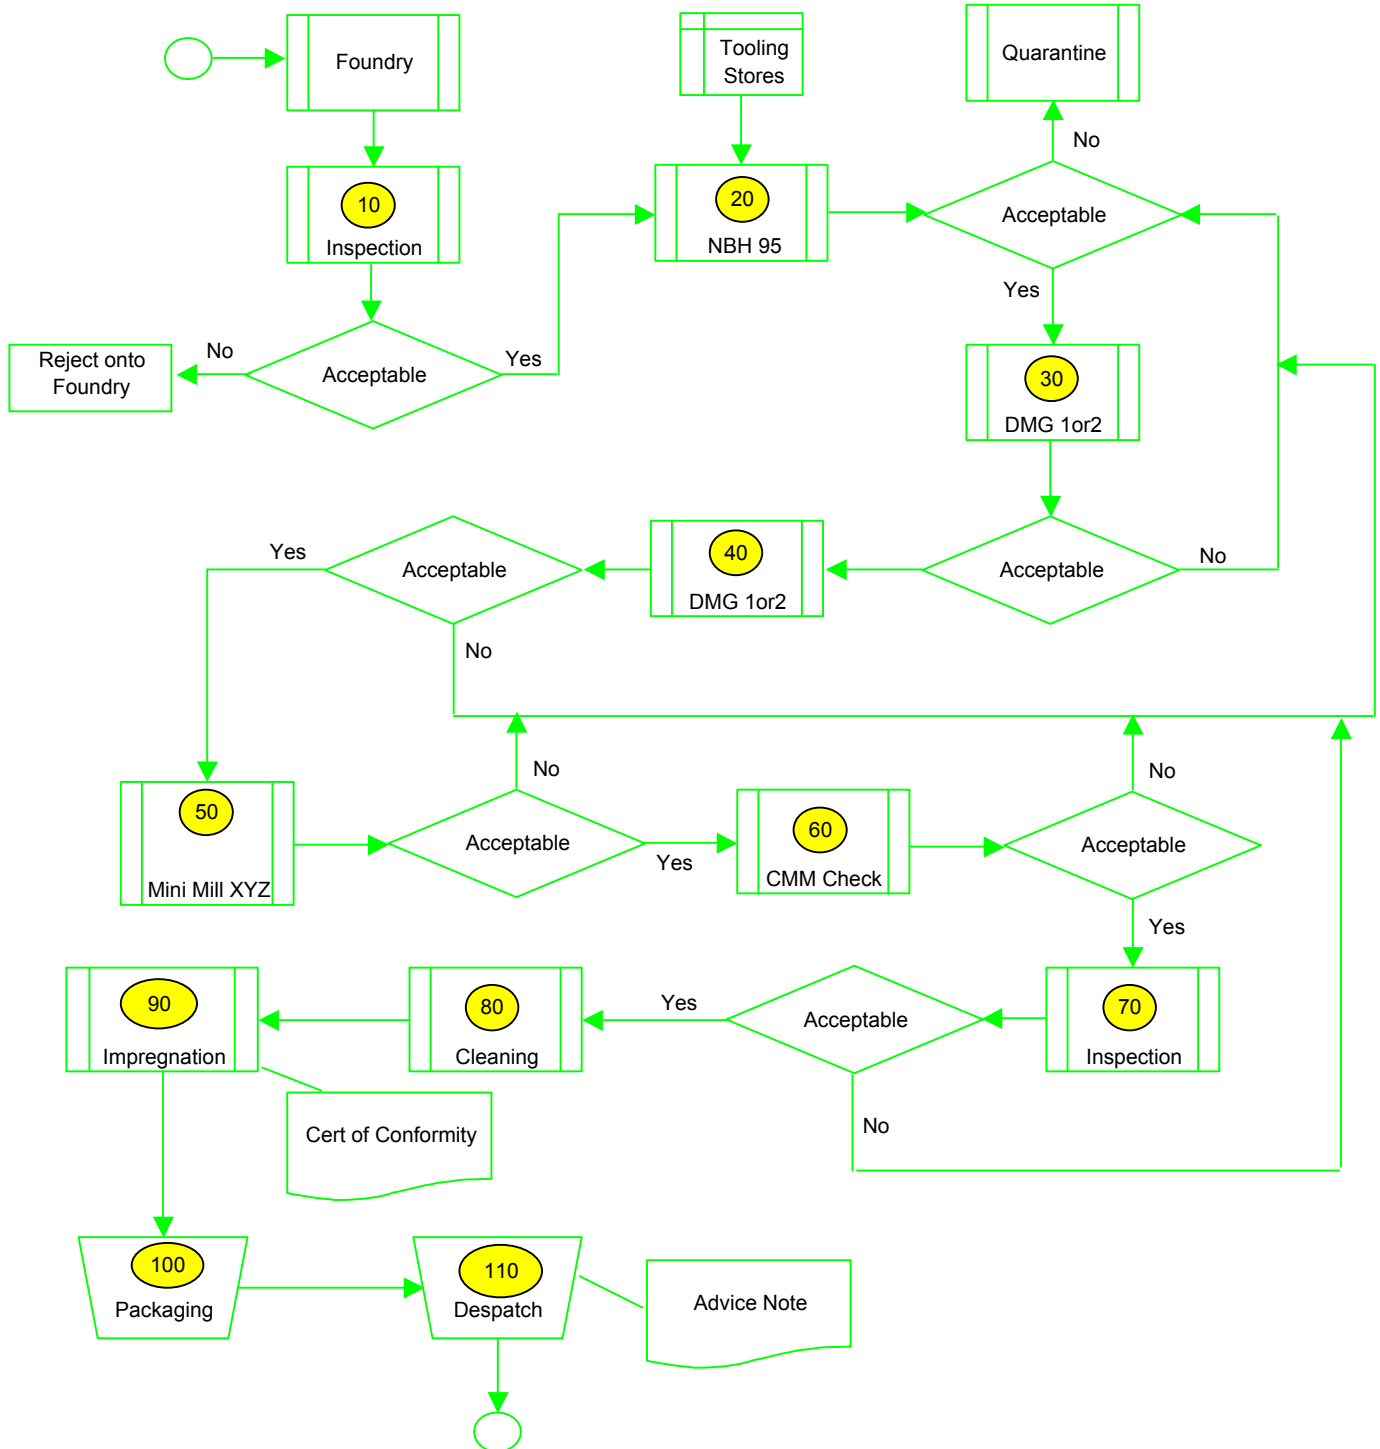 Foundry
Tooling
Stores
Quarantine
No
10
Inspection
20
NBH 95
Acceptable
Yes
Reject onto
Foundry
No
Acceptable
Yes
30
DMG 1or2
Yes
Acceptable
40
DMG 1or2
Acceptable
No
No
50
Mini Mill XYZ
No
Acceptable
Yes
60
CMM Check
No
Acceptable
Yes
90
Impregnation
80
Cleaning
Yes
Acceptable
70
Inspection
No
Cert of Conformity
100
Packaging
110
Despatch
Advice Note